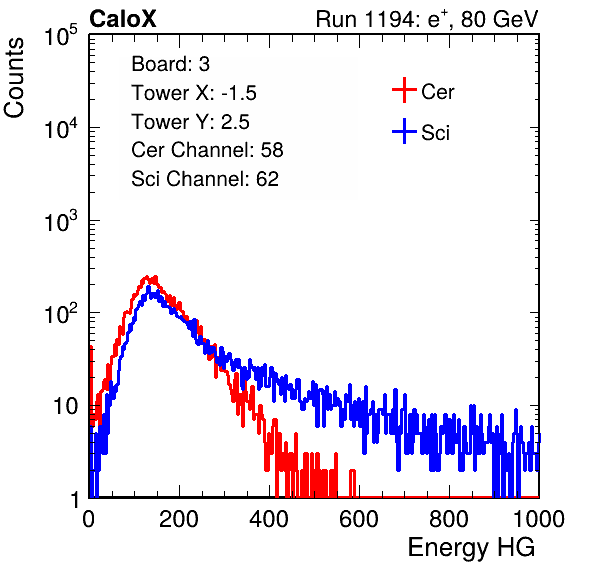 CaloX Run 1194: e⁺, 80 GeV
Counts
10⁵
10⁴
10³
10²
10
1
Board: 3
Tower X: -1.5
Tower Y: 2.5
Cer Channel: 58
Sci Channel: 62
Cer
Sci
0 200 400 600 800 1000
Energy HG